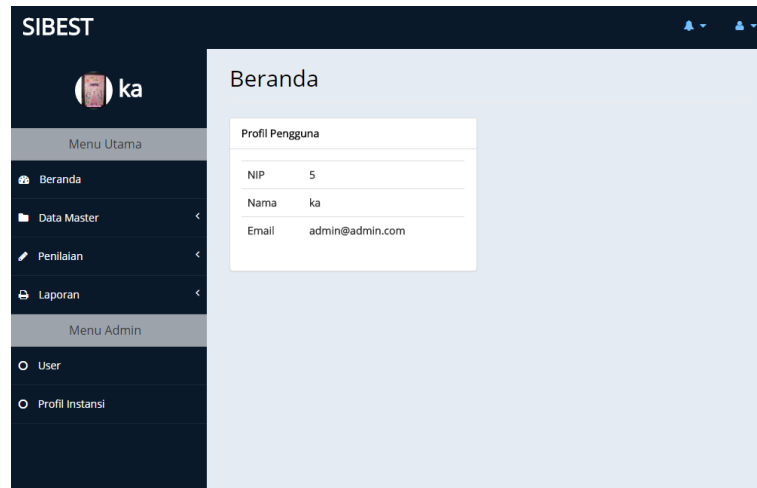 SIBEST
ka
Menu Utama
Beranda
Data Master
Penilaian
Laporan
Menu Admin
User
Profil Instansi
Beranda
Profil Pengguna
NIP 5
Nama ka
Email admin@admin.com